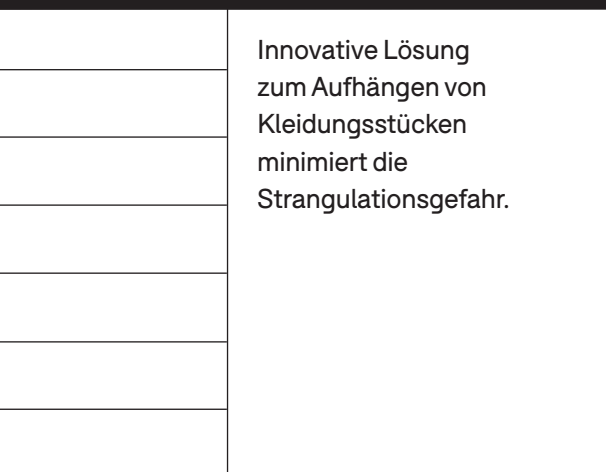 Innovative Lösung
zum Aufhängen von
Kleidungsstücken
minimiert die
Strangulationsgefahr.